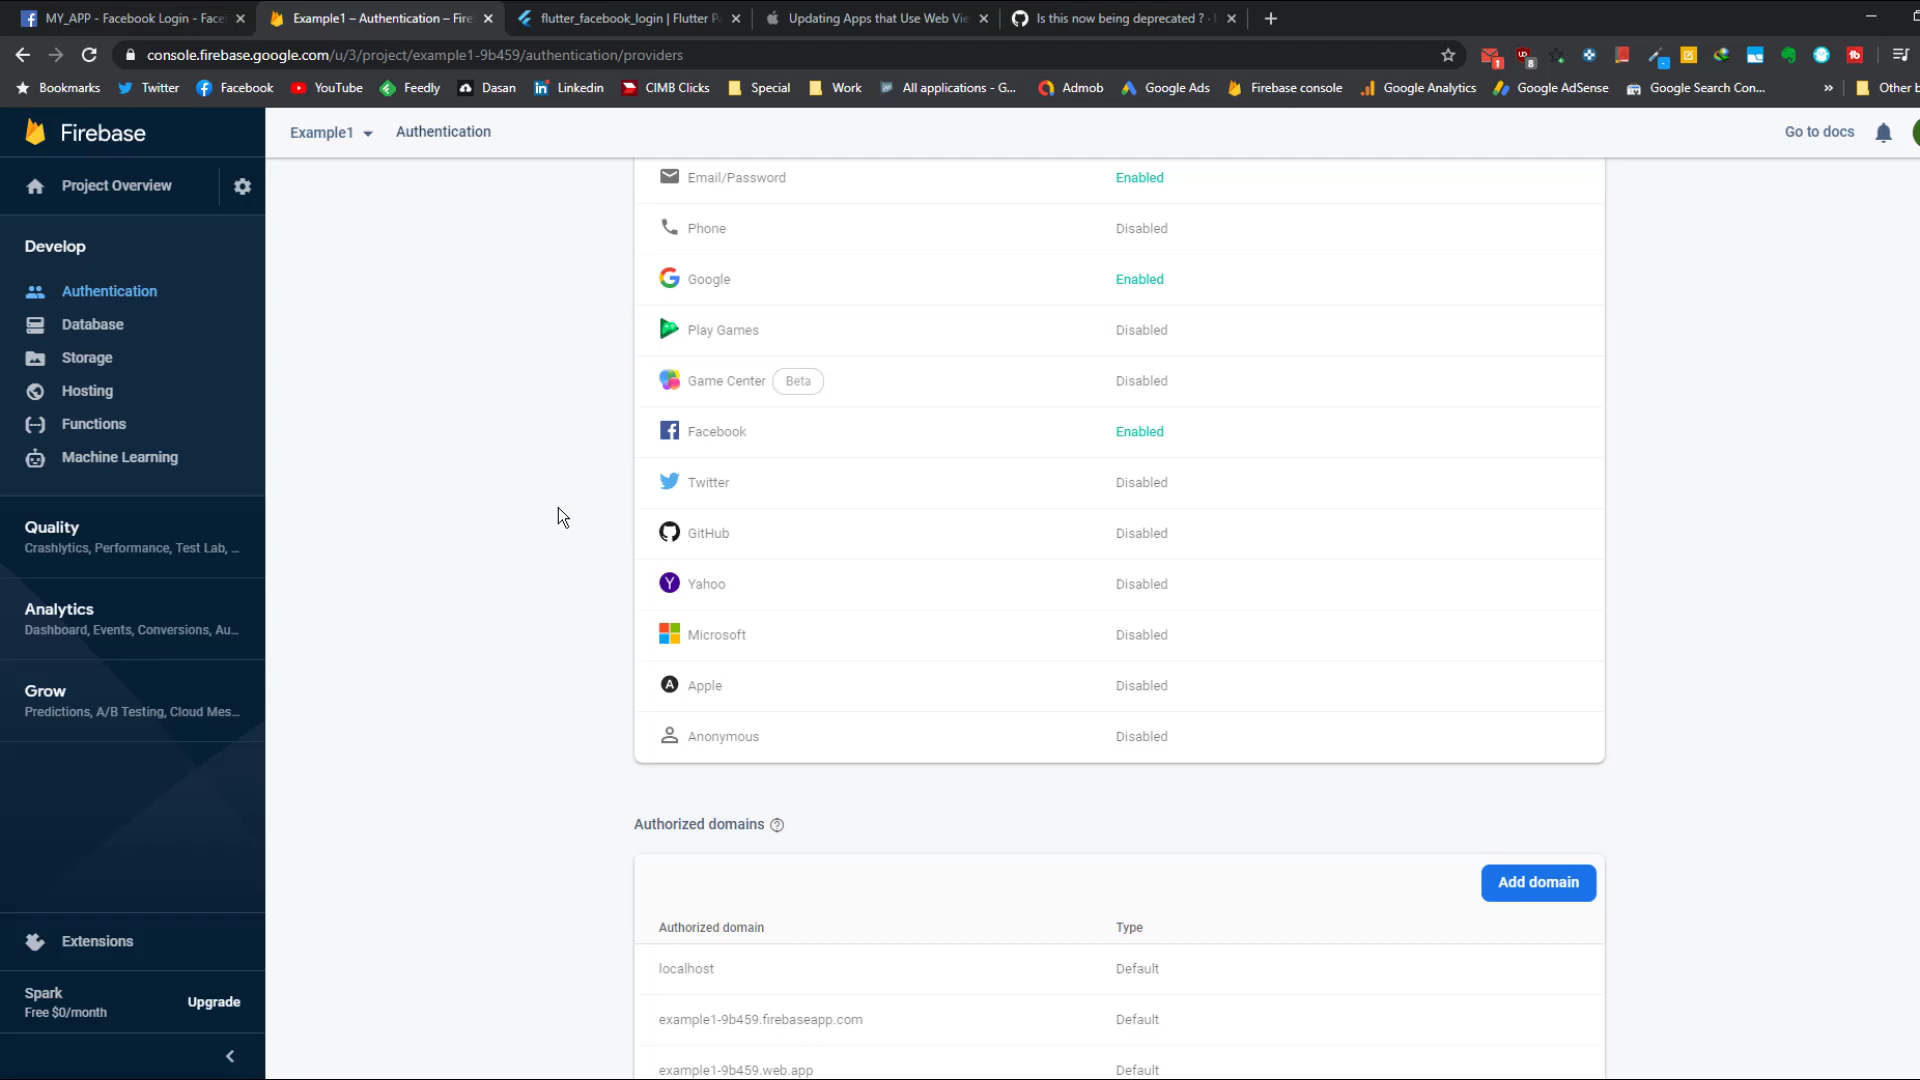 MY_APP - Facebook Login - Face
Example1 – Authentication – Fire
flutter_facebook_login | Flutter P
Updating Apps that Use Web Vie
Is this now being deprecated ? ·
console.firebase.google.com/u/3/project/example1-9b459/authentication/providers
1
8
Bookmarks
Twitter
Facebook
YouTube
Feedly
Dasan
Linkedin
CIMB Clicks
Special
Work
All applications - G...
Admob
Google Ads
Firebase console
Google Analytics
Google AdSense
Google Search Con...
»
Other b
Firebase
Example1
Authentication
Go to docs
Project Overview
Develop
Authentication
Database
Storage
Hosting
Functions
Machine Learning
Quality
Crashlytics, Performance, Test Lab, ...
Analytics
Dashboard, Events, Conversions, Au...
Grow
Predictions, A/B Testing, Cloud Mes...
Extensions
Spark
Free $0/month
Upgrade
Email/Password Enabled
Phone Disabled
Google Enabled
Play Games Disabled
Game Center Beta Disabled
Facebook Enabled
Twitter Disabled
GitHub Disabled
Yahoo Disabled
Microsoft Disabled
Apple Disabled
Anonymous Disabled
Authorized domains
Add domain
Authorized domain Type
localhost Default
example1-9b459.firebaseapp.com Default
example1-9b459.web.app Default